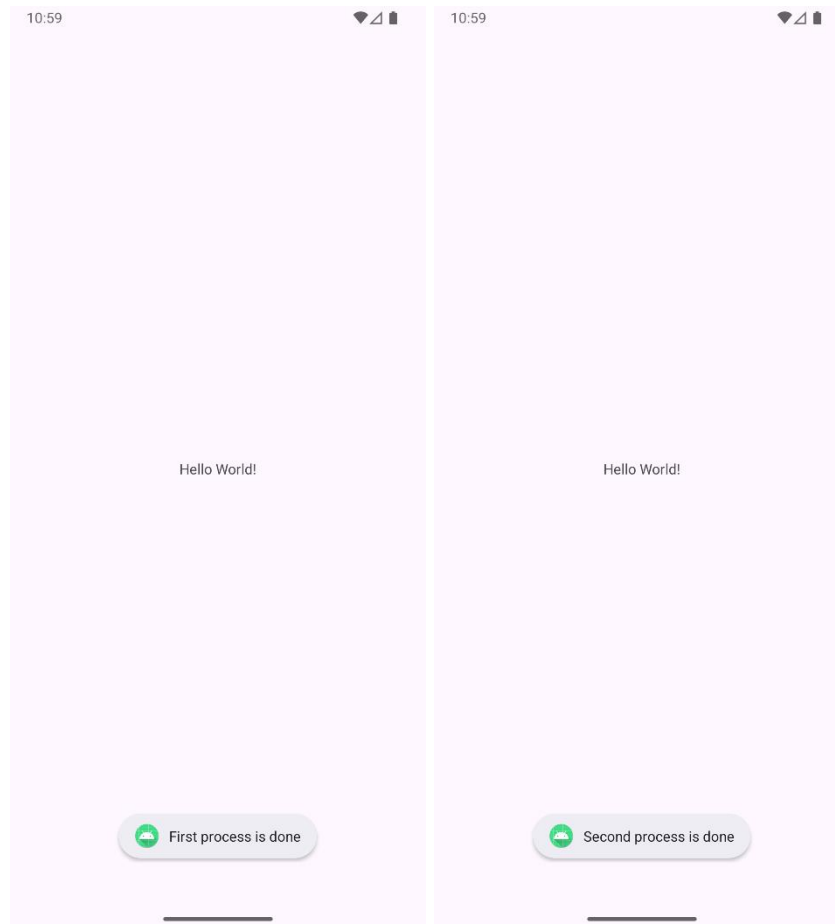 10:59
Hello World!
First process is done
10:59
Hello World!
Second process is done